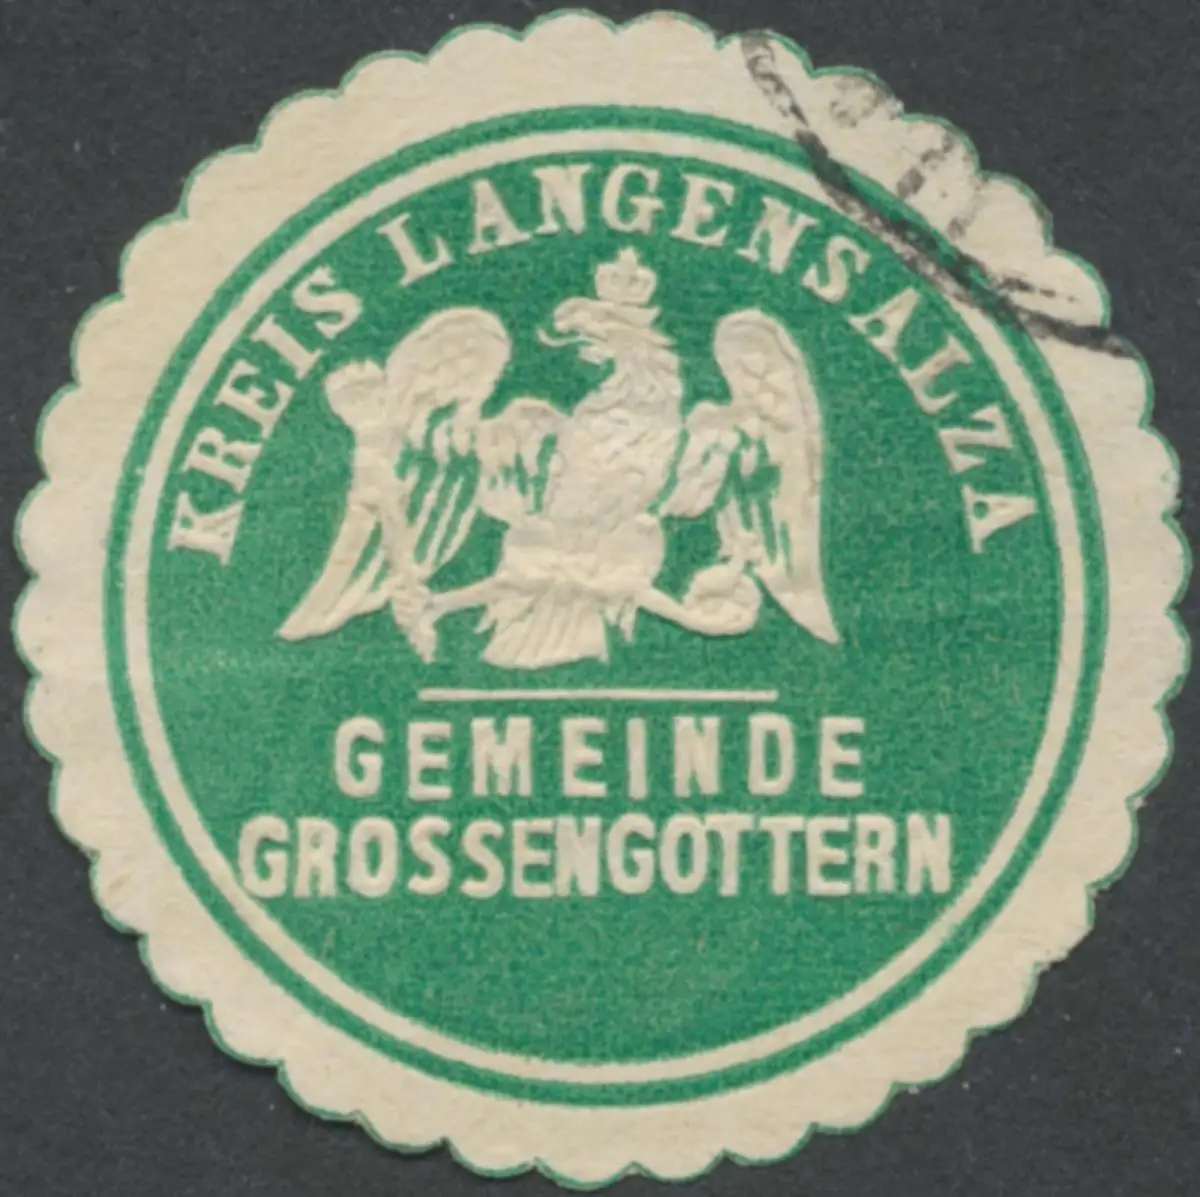 KREIS LANGENSALZA
GEMEINDE
GROSSENGOTTERN